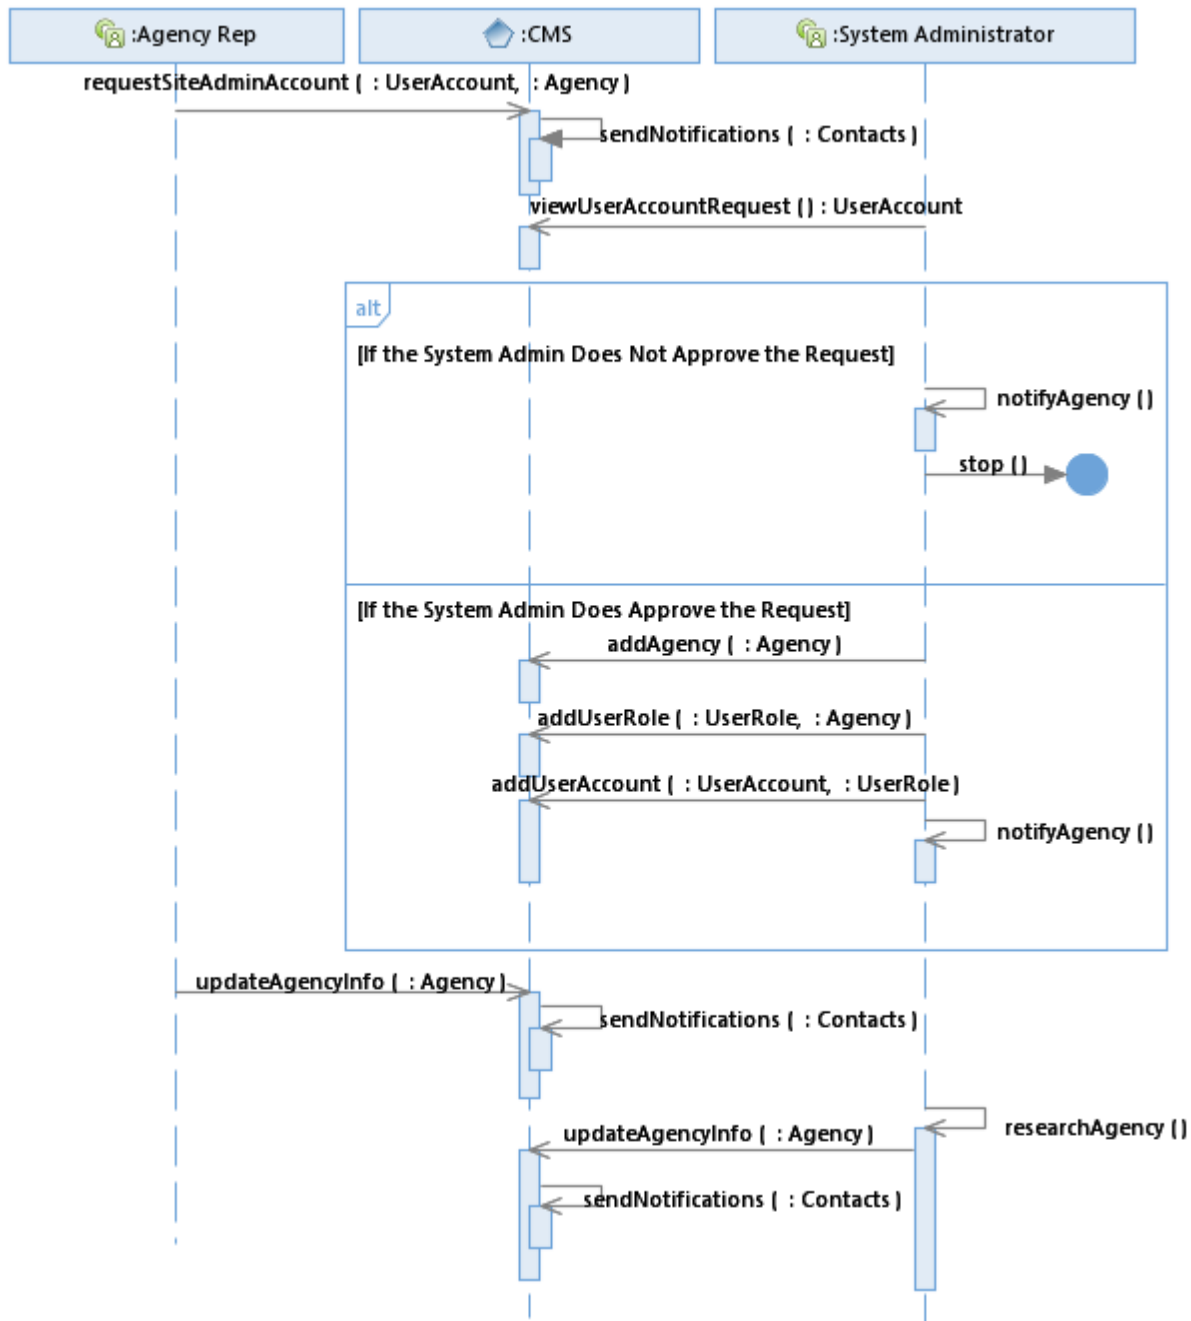 :Agency Rep
:CMS
:System Administrator
requestSiteAdminAccount ( : UserAccount, : Agency )
sendNotifications ( : Contacts )
viewUserAccountRequest () : UserAccount
alt
[If the System Admin Does Not Approve the Request]
notifyAgency ()
stop ()
[If the System Admin Does Approve the Request]
addAgency ( : Agency )
addUserRole ( : UserRole, : Agency )
addUserAccount ( : UserAccount, : UserRole )
notifyAgency ()
updateAgencyInfo ( : Agency )
sendNotifications ( : Contacts )
researchAgency ()
updateAgencyInfo ( : Agency )
sendNotifications ( : Contacts )